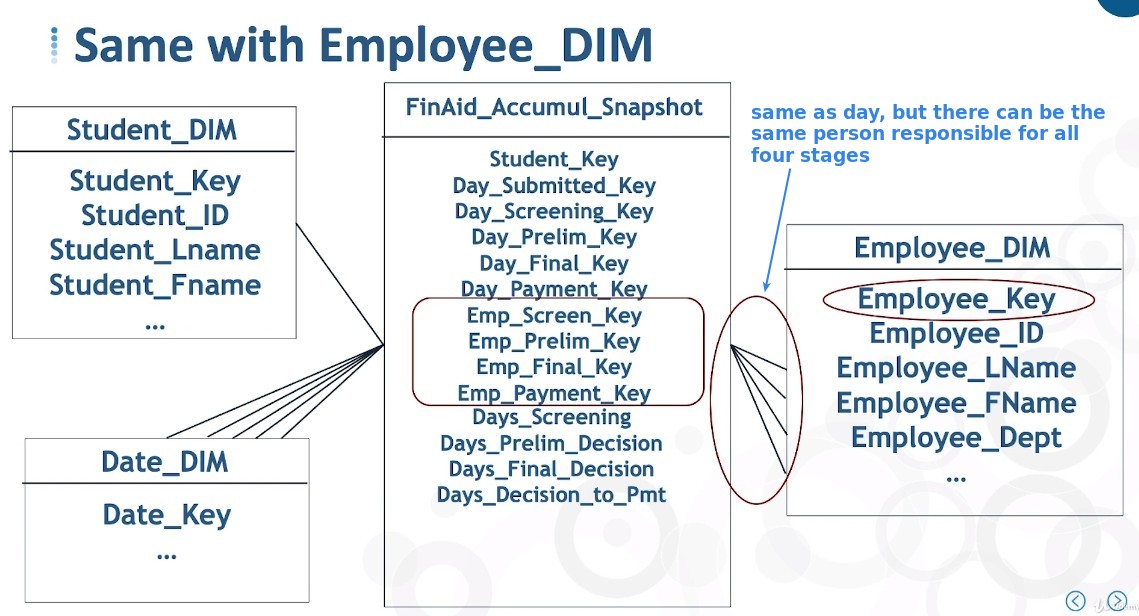 Same with Employee_DIM
Student_DIM
Student_Key
Student_ID
Student_Lname
Student_Fname
...
Date_DIM
Date_Key
...
FinAid_Accumul_Snapshot
Student_Key
Day_Submitted_Key
Day_Screening_Key
Day_Prelim_Key
Day_Final_Key
Day_Payment_Key
Emp_Screen_Key
Emp_Prelim_Key
Emp_Final_Key
Emp_Payment_Key
Days_Screening
Days_Prelim_Decision
Days_Final_Decision
Days_Decision_to_Pmt
same as day, but there can be the
same person responsible for all
four stages
Employee_DIM
Employee_Key
Employee_ID
Employee_LName
Employee_FName
Employee_Dept
...